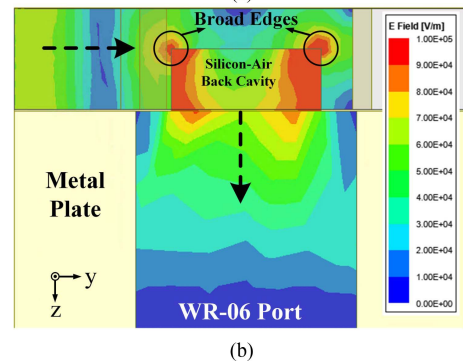 Broad Edges
Silicon-Air
Back Cavity
Metal
Plate
y
z
WR-06 Port
E Field [V/m]
1.00E+05
9.00E+04
8.00E+04
7.00E+04
6.00E+04
5.00E+04
4.00E+04
3.00E+04
2.00E+04
1.00E+04
0.00E+00
(b)